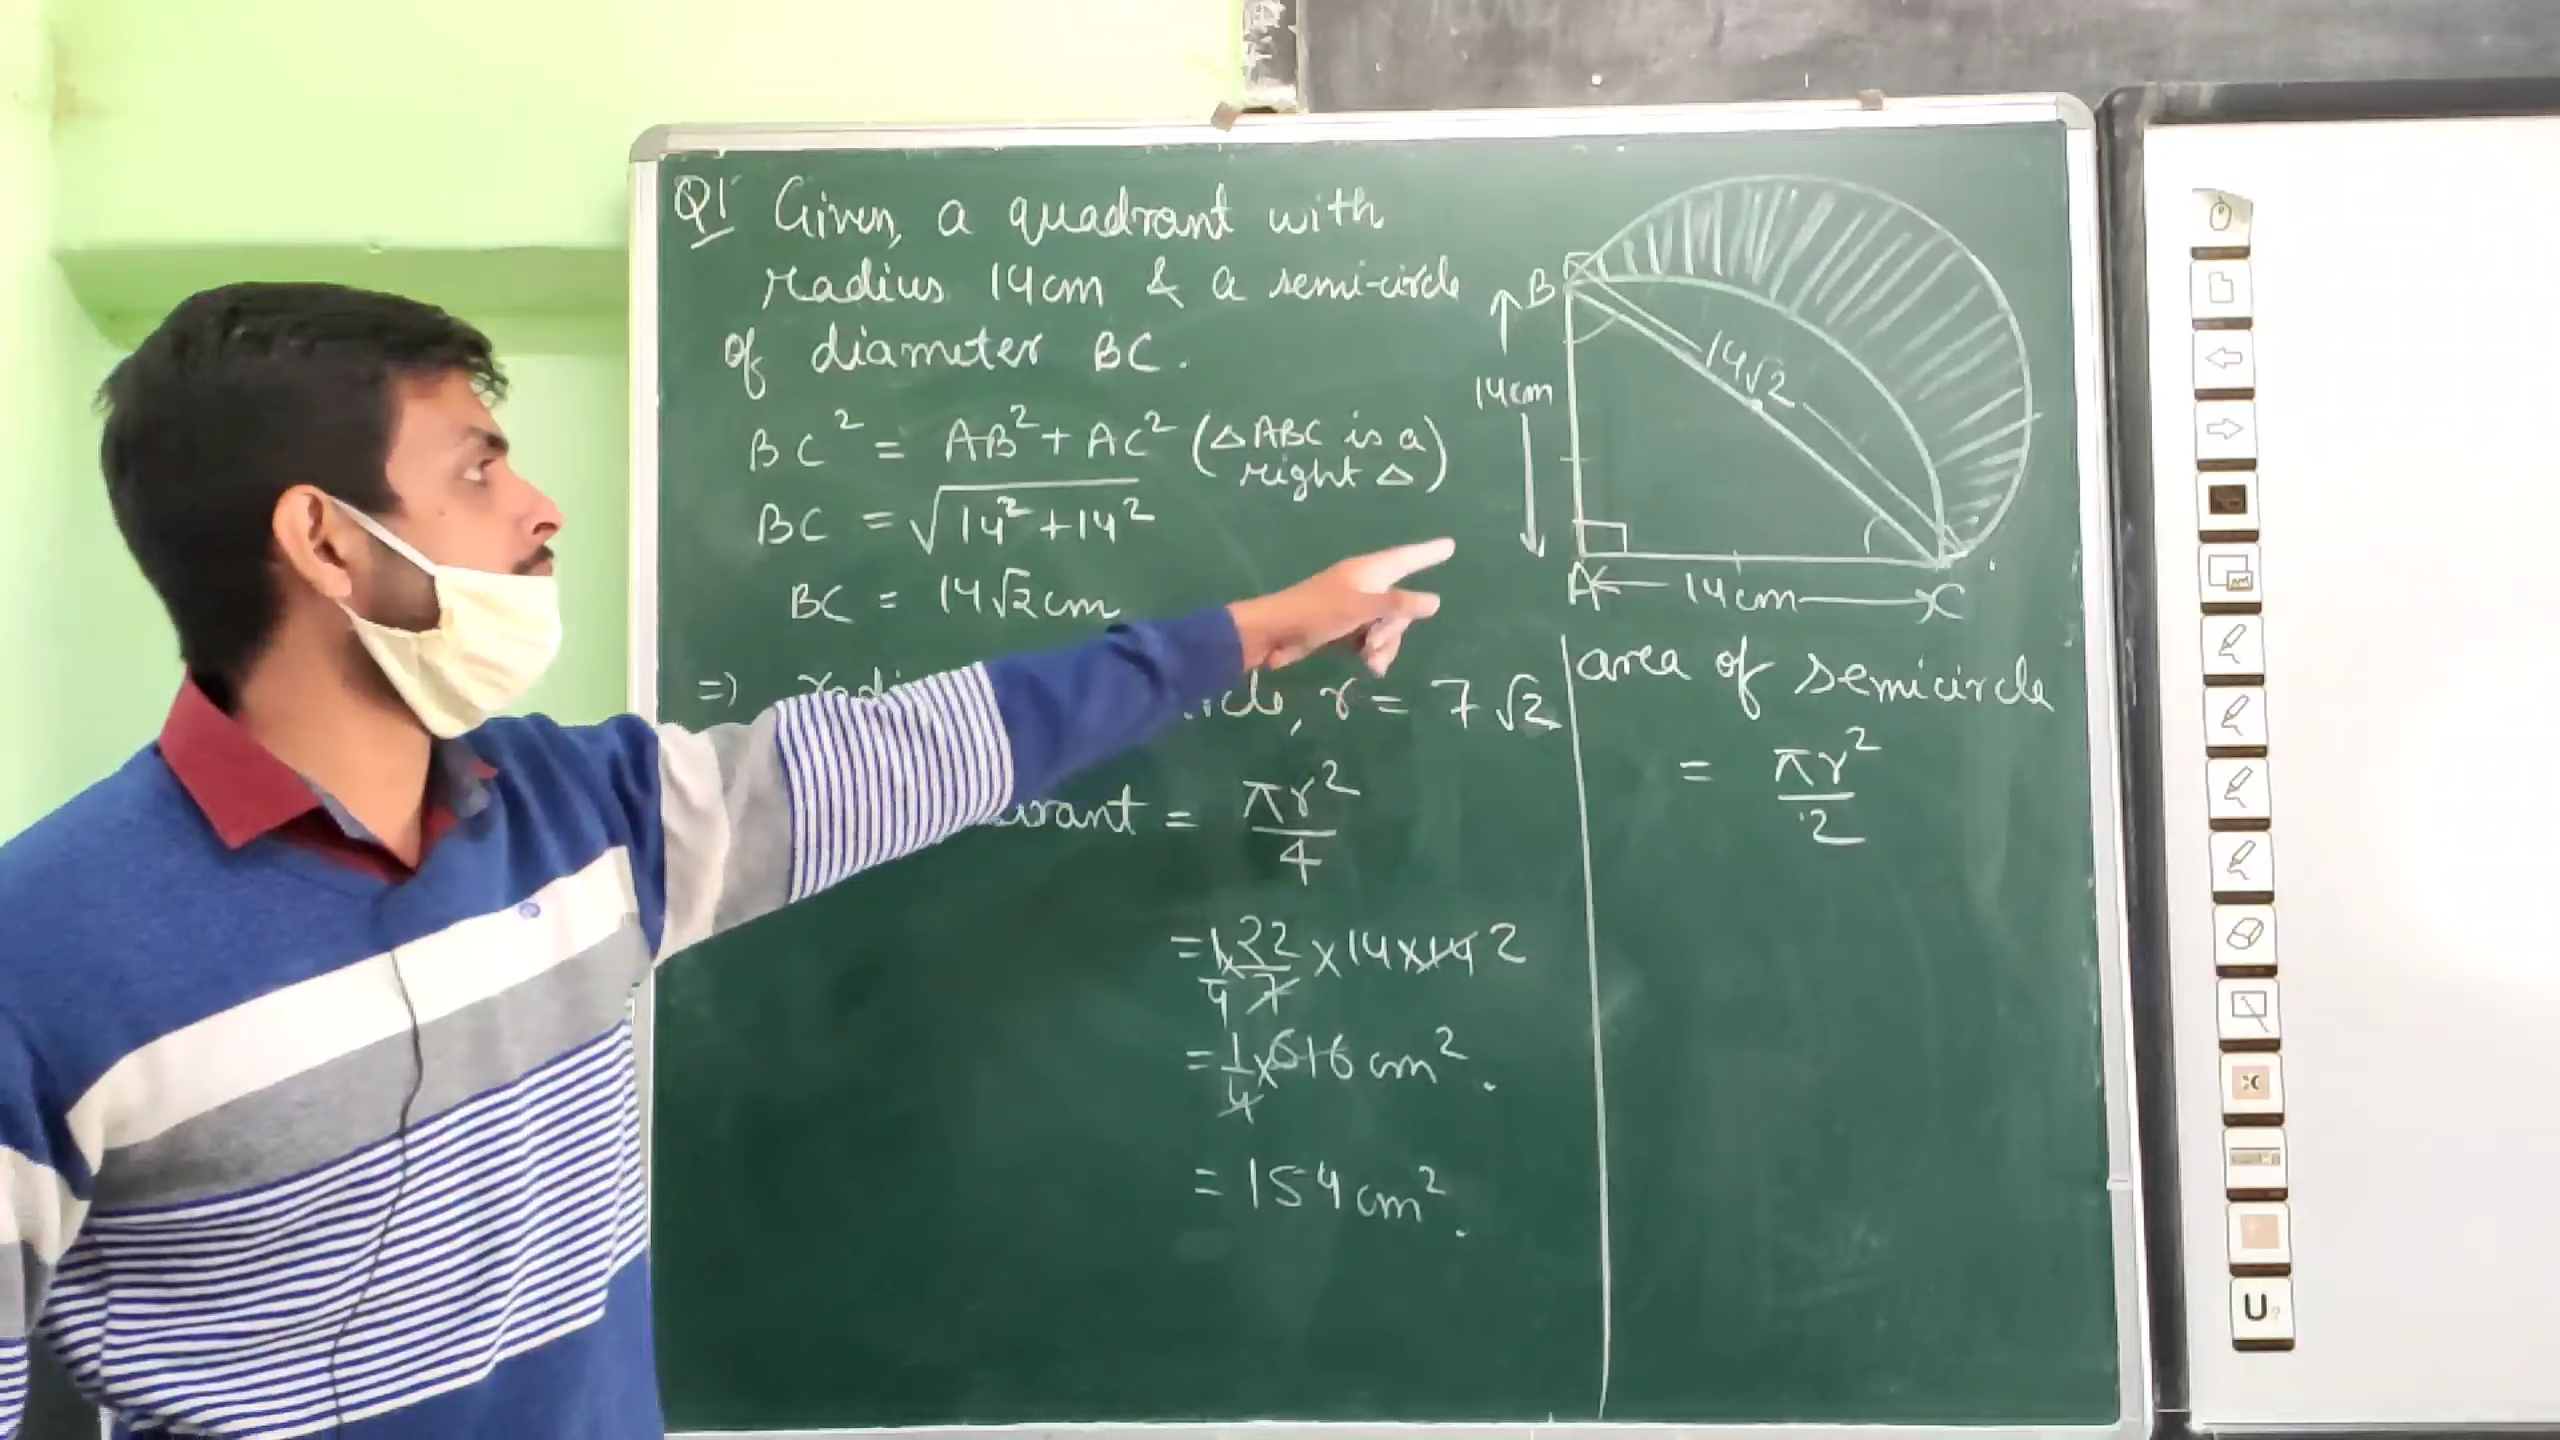 Q1 Given, a quadrant with
radius 14cm & a semi-circle
of diameter BC.
BC² = AB² + AC² (△ABC is a
right △)
BC = √14² + 14²
BC = 14√2 cm
=) r = 7√2
= πr²/4
= 1/4 × 22/7 × 14 × 14 2
= 1/4 × 616 cm².
= 154 cm².
B
14cm
14√2
A
14cm
C
area of semicircle
= πr²/2
U